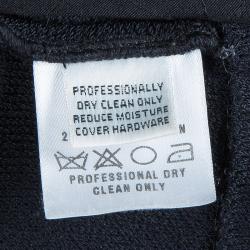 PROFESSIONALLY
DRY CLEAN ONLY
REDUCE MOISTURE
COVER HARDWARE
2 N
PROFESSIONAL DRY
CLEAN ONLY